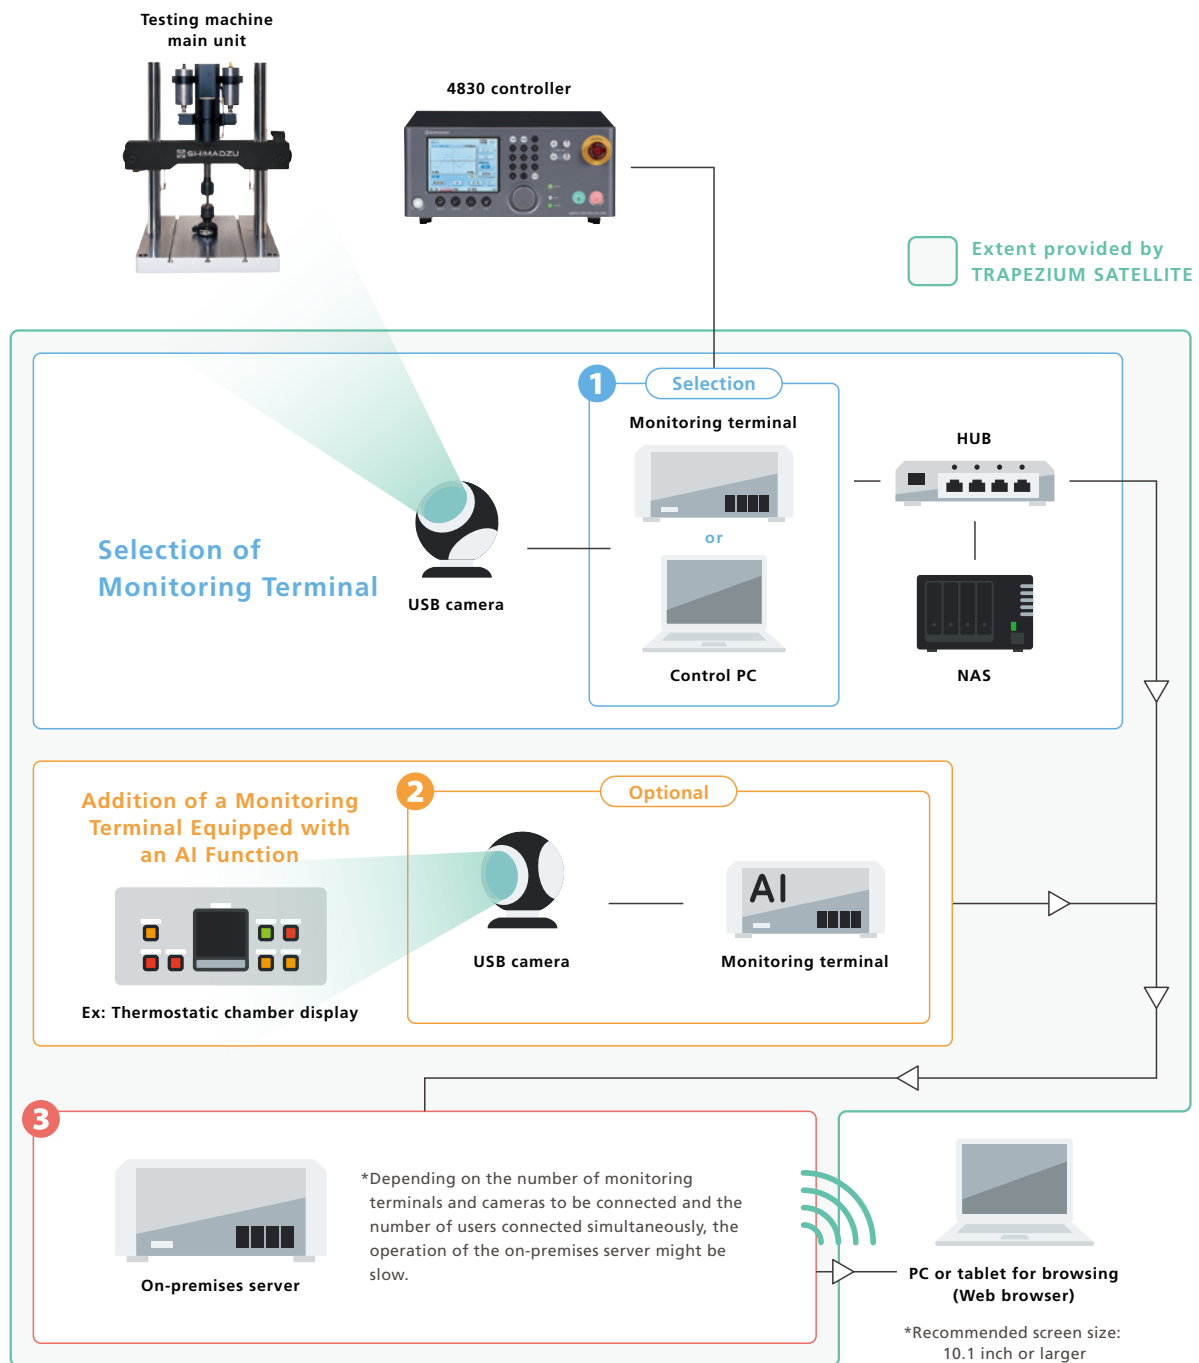 Testing machine
main unit
SHIMADZU
4830 controller
Extent provided by
TRAPEZIUM SATELLITE
1
Selection
Monitoring terminal
HUB
or
Selection of
Monitoring Terminal
USB camera
Control PC
NAS
2
Optional
Addition of a Monitoring
Terminal Equipped with
an AI Function
AI
USB camera
Monitoring terminal
Ex: Thermostatic chamber display
3
*Depending on the number of monitoring
terminals and cameras to be connected and the
number of users connected simultaneously, the
operation of the on-premises server might be
slow.
On-premises server
PC or tablet for browsing
(Web browser)
*Recommended screen size:
10.1 inch or larger